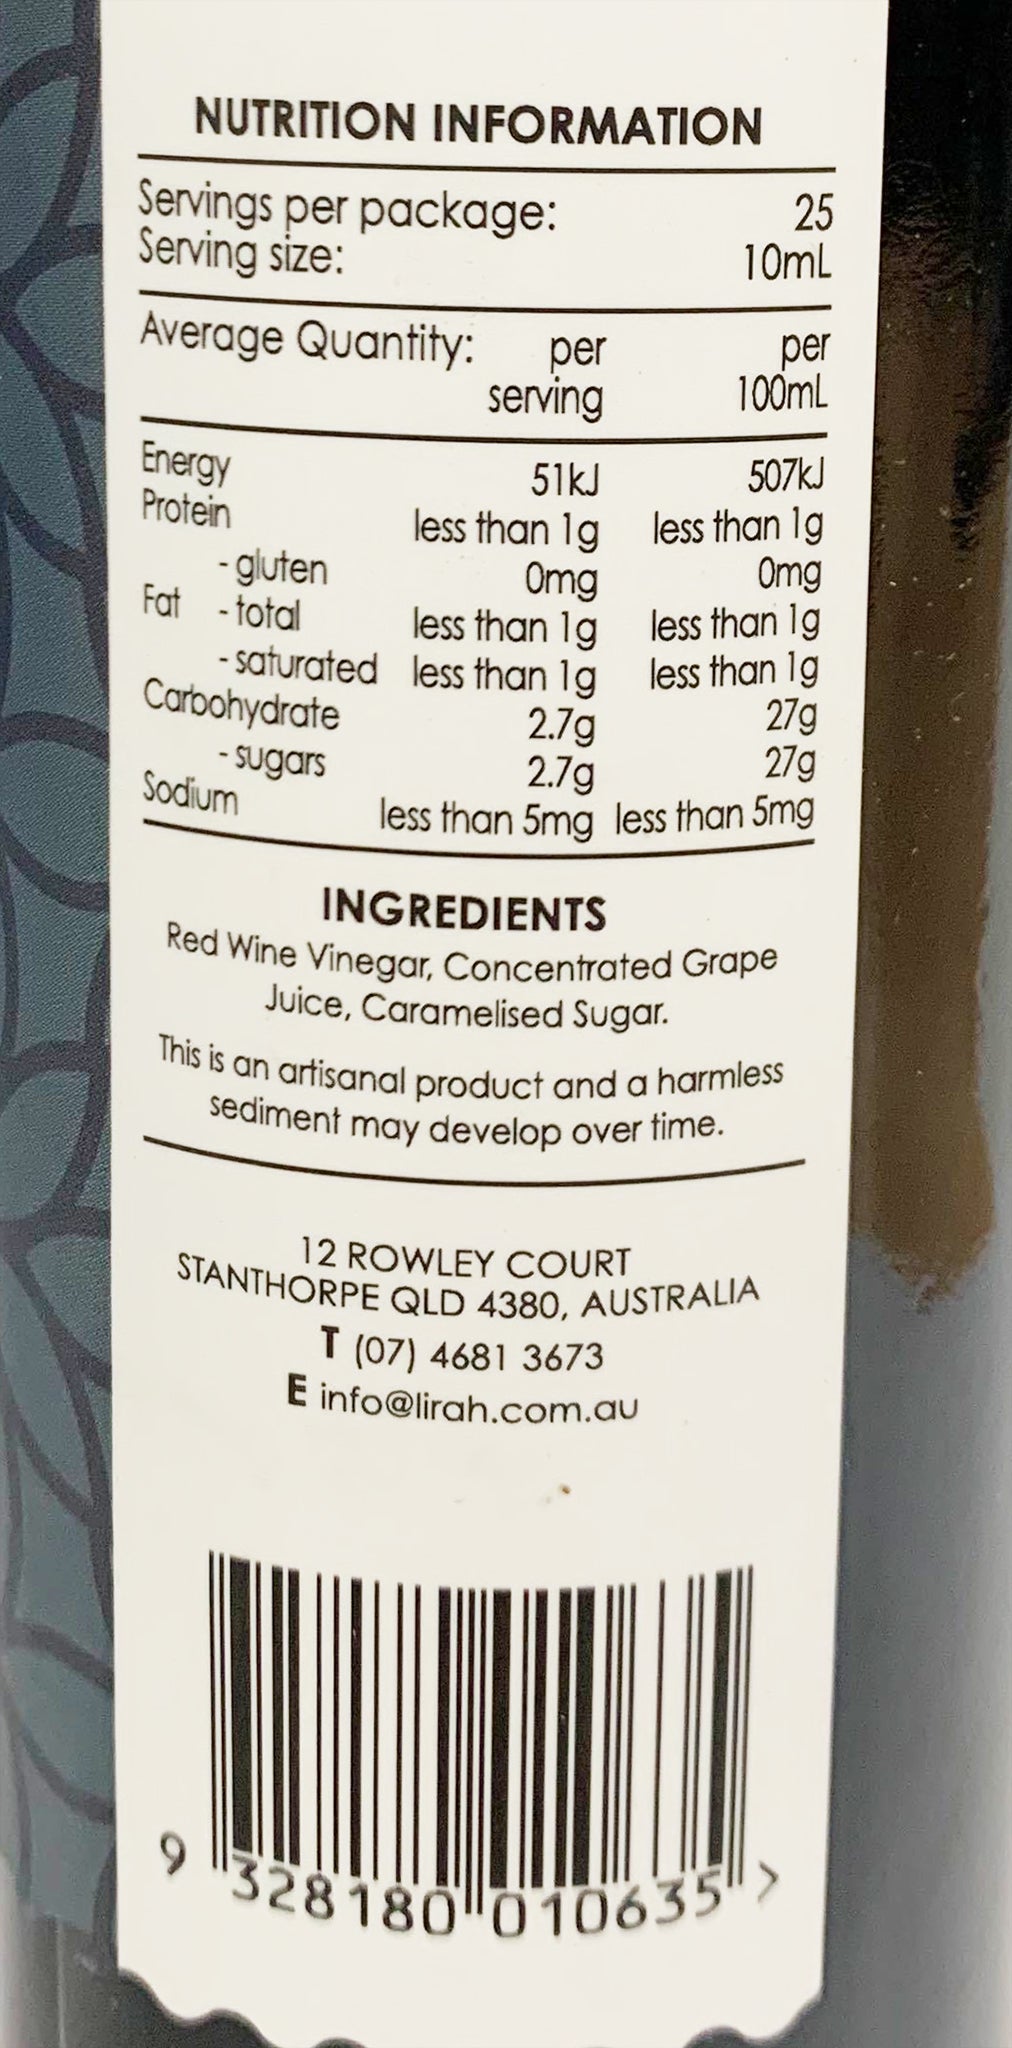 NUTRITION INFORMATION
Servings per package: 25
Serving size: 10mL
Average Quantity: per per
serving 100mL
Energy 51kJ 507kJ
Protein less than 1g less than 1g
- gluten 0mg 0mg
Fat - total less than 1g less than 1g
- saturated less than 1g less than 1g
Carbohydrate 2.7g 27g
- sugars 2.7g 27g
Sodium less than 5mg less than 5mg
INGREDIENTS
Red Wine Vinegar, Concentrated Grape
Juice, Caramelised Sugar.
This is an artisanal product and a harmless
sediment may develop over time.
12 ROWLEY COURT
STANTHORPE QLD 4380, AUSTRALIA
T (07) 4681 3673
E info@lirah.com.au
9 328180 010635 >